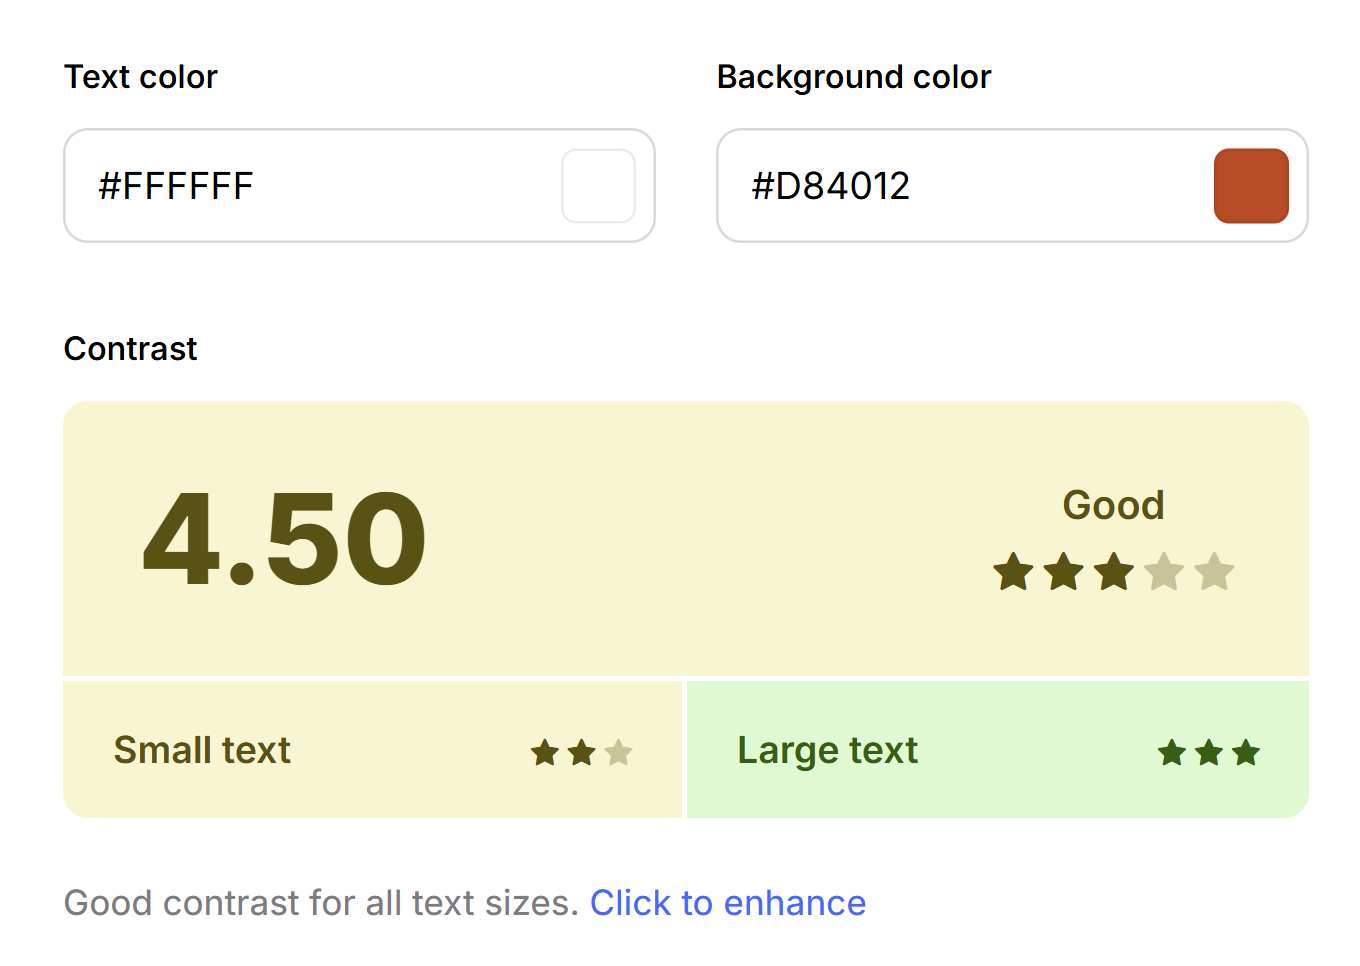 Text color
Background color
#FFFFFF
#D84012
Contrast
4.50
Good
Small text
Large text
Good contrast for all text sizes. Click to enhance